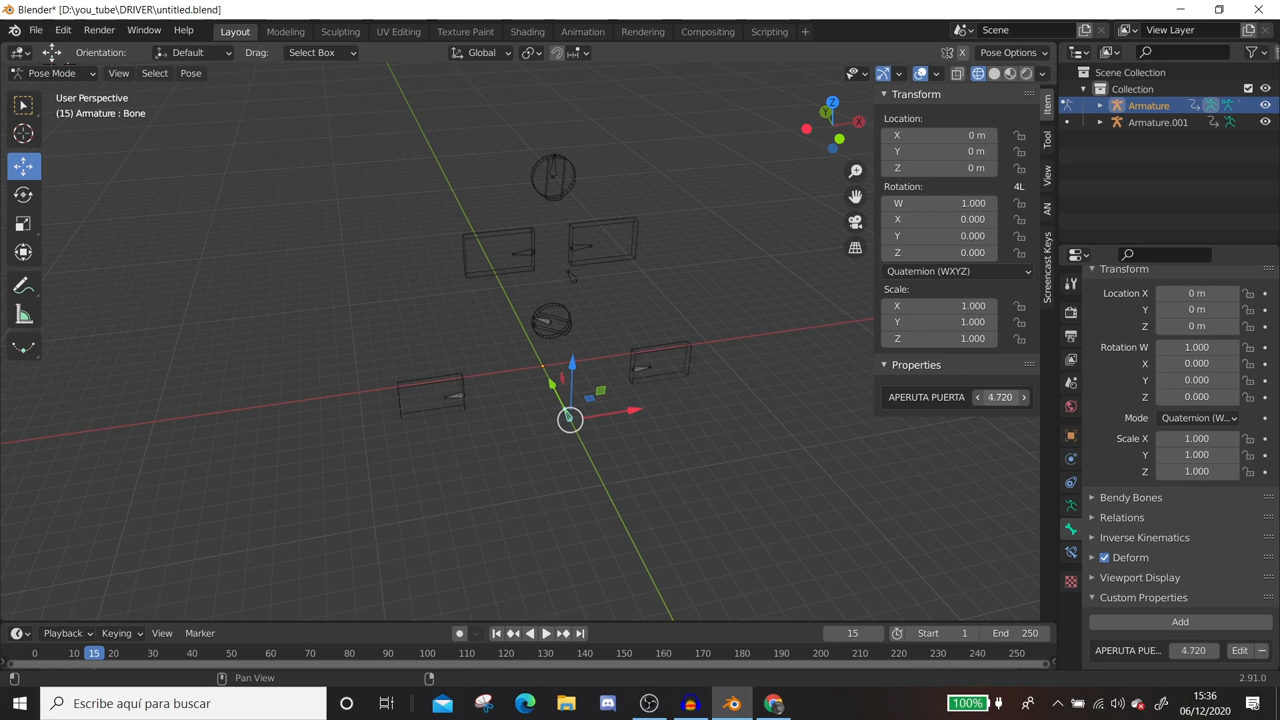 Blender* [D:\you_tube\DRIVER\untitled.blend]
File Edit Render Window Help Layout Modeling Sculpting UV Editing Texture Paint Shading Animation Rendering Compositing Scripting + Scene View Layer
Orientation: Default Drag: Select Box Global X Pose Options
Pose Mode View Select Pose
User Perspective
(15) Armature : Bone
Z
Y
X
Transform
Location:
X 0 m
Y 0 m
Z 0 m
Rotation: 4L
W 1.000
X 0.000
Y 0.000
Z 0.000
Quaternion (WXYZ)
Scale:
X 1.000
Y 1.000
Z 1.000
Properties
APERUTA PUERTA 4.720
Item
Tool
View
AN
Screencast Keys
Scene Collection
Collection
Armature
Armature.001
Transform
Location X 0 m
Y 0 m
Z 0 m
Rotation W 1.000
X 0.000
Y 0.000
Z 0.000
Mode Quaternion (W...
Scale X 1.000
Y 1.000
Z 1.000
Bendy Bones
Relations
Inverse Kinematics
Deform
Viewport Display
Custom Properties
Add
APERUTA PUE... 4.720 Edit
Playback Keying View Marker 15 Start 1 End 250
0 10 15 20 30 40 50 60 70 80 90 100 110 120 130 140 150 160 170 180 190 200 210 220 230 240 250
Pan View 2.91.0
Escribe aquí para buscar
100%
15:36
06/12/2020